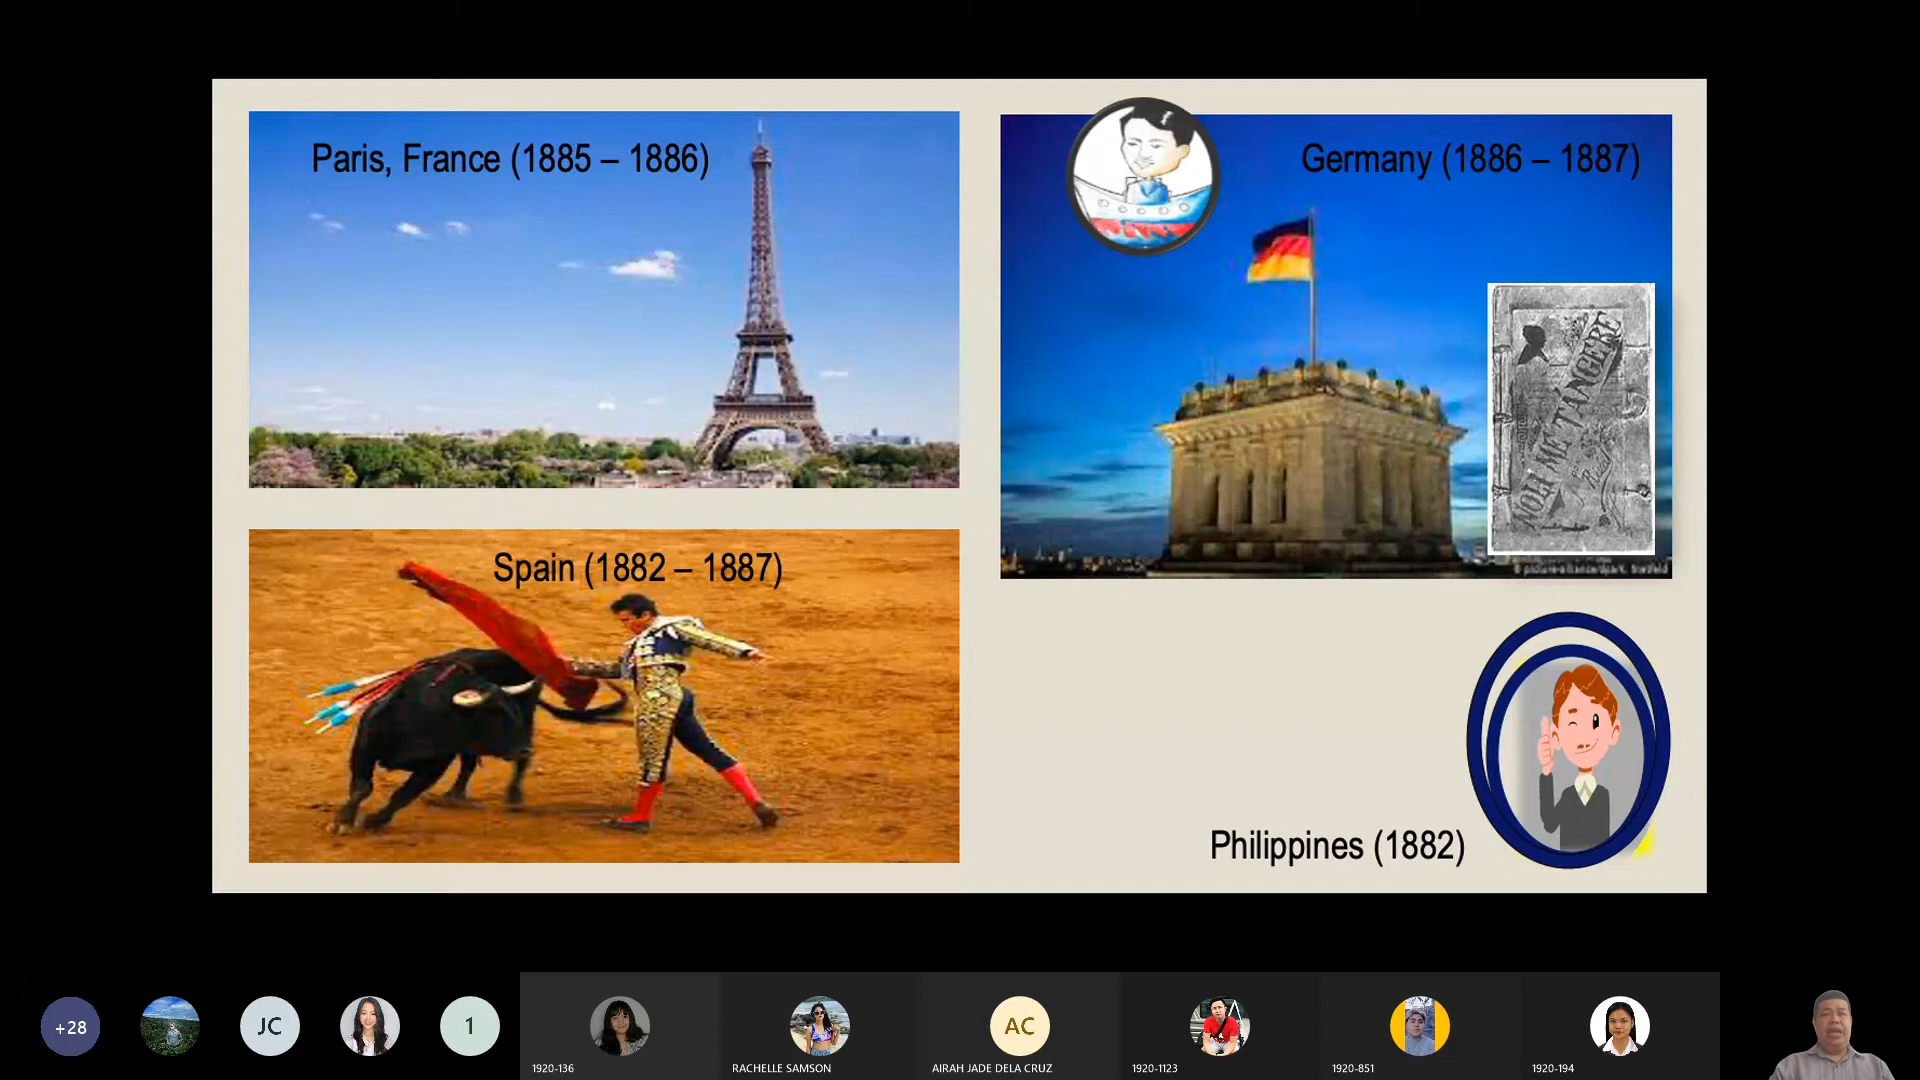 Paris, France (1885 – 1886)
Germany (1886 – 1887)
NOLI ME TANGERE
Spain (1882 – 1887)
Philippines (1882)
+28
JC
1
AC
1920-136
RACHELLE SAMSON
AIRAH JADE DELA CRUZ
1920-1123
1920-851
1920-194